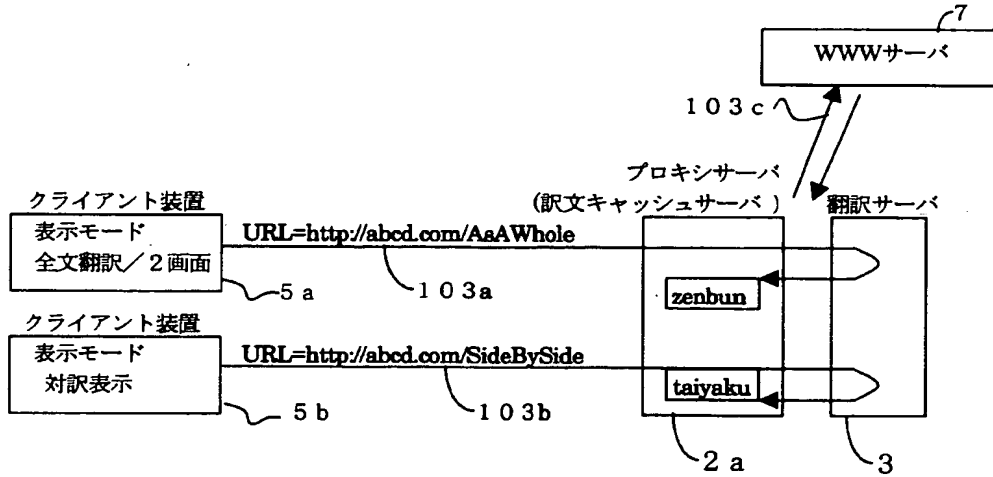 7
WWWサーバ
103c
プロキシサーバ
(訳文キャッシュサーバ)
翻訳サーバ
クライアント装置
表示モード
全文翻訳/2画面
URL=http://abcd.com/AsAWhole
5a
103a
zenbun
クライアント装置
表示モード
対訳表示
URL=http://abcd.com/SideBySide
5b
103b
taiyaku
2a
3